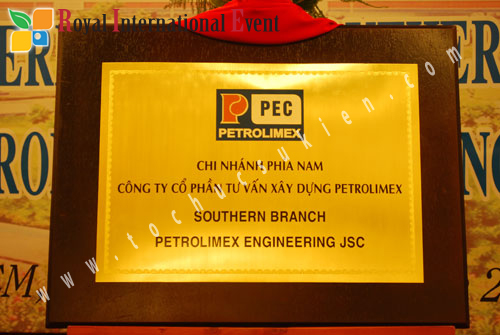 Royal International Event
P PEC
PETROLIMEX
CHI NHÁNH PHIA NAM
CÔNG TY CỔ PHẦN TƯ VẤN XÂY DỰNG PETROLIMEX
SOUTHERN BRANCH
PETROLIMEX ENGINEERING JSC
www.tochucsukien.com